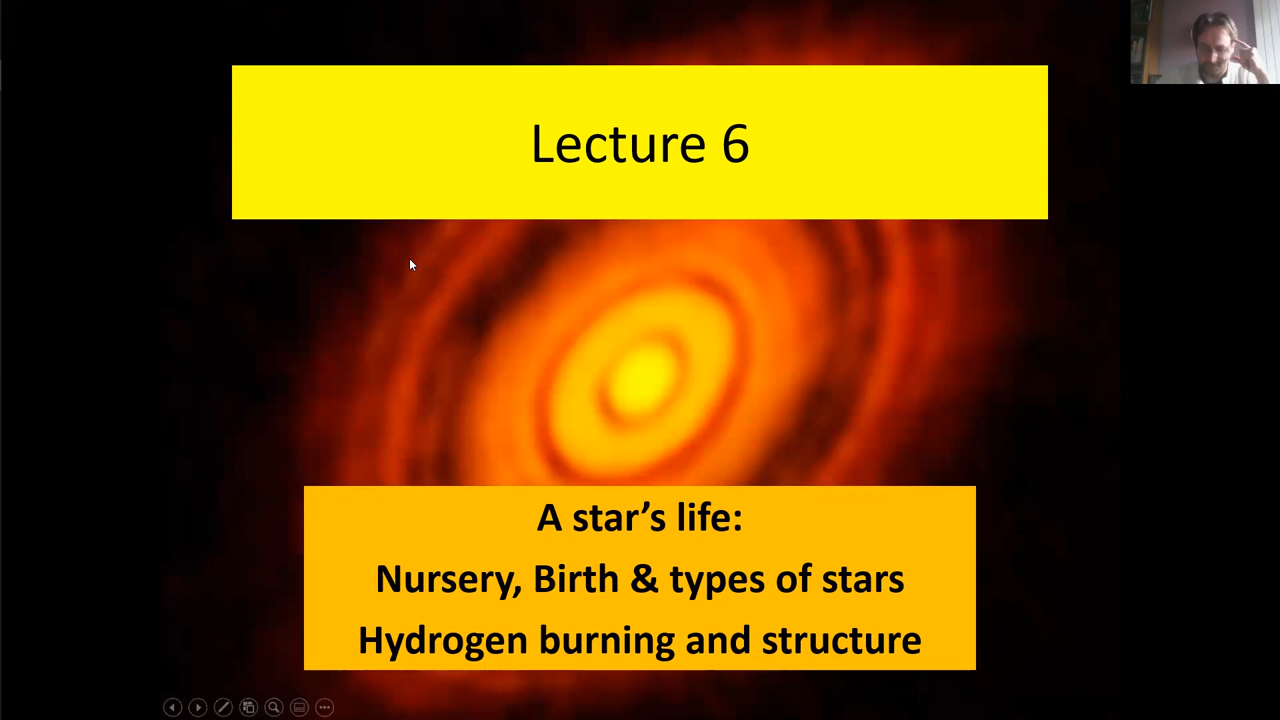 Lecture 6
A star’s life:
Nursery, Birth & types of stars
Hydrogen burning and structure